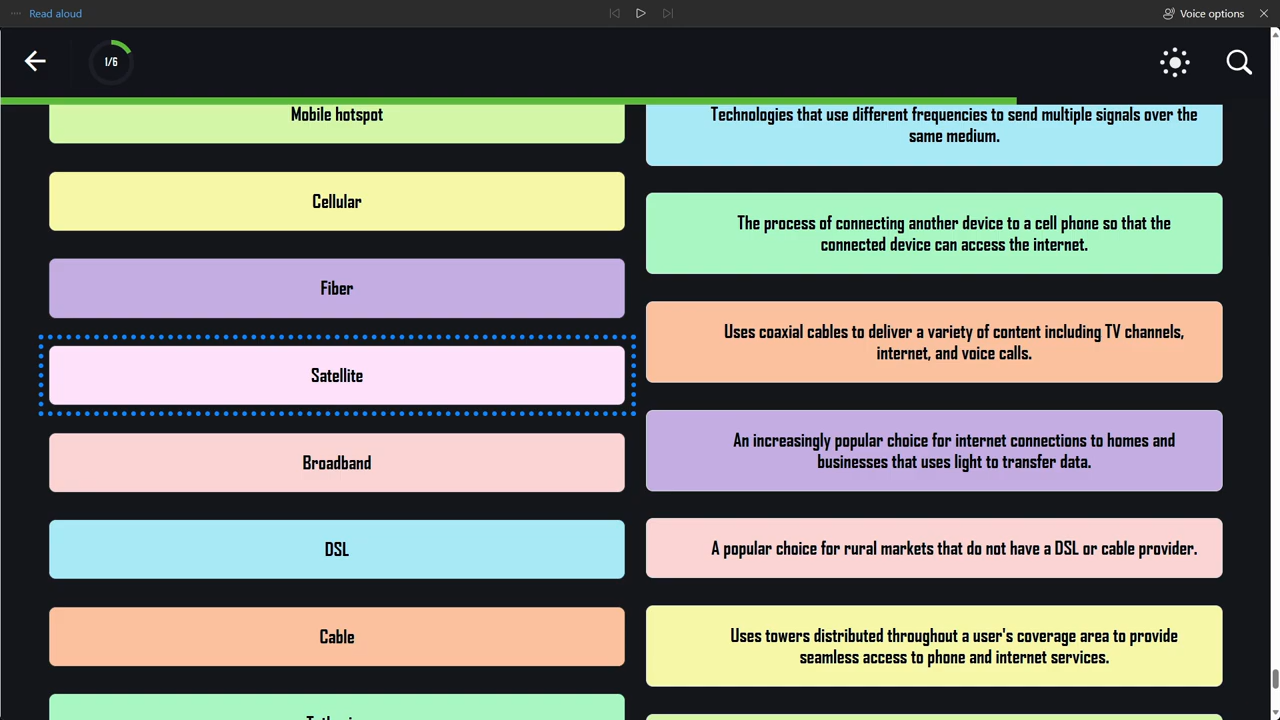 Read aloud
Voice options
1/6
Mobile hotspot
Cellular
Fiber
Satellite
Broadband
DSL
Cable
Technologies that use different frequencies to send multiple signals over the
same medium.
The process of connecting another device to a cell phone so that the
connected device can access the internet.
Uses coaxial cables to deliver a variety of content including TV channels,
internet, and voice calls.
An increasingly popular choice for internet connections to homes and
businesses that uses light to transfer data.
A popular choice for rural markets that do not have a DSL or cable provider.
Uses towers distributed throughout a user's coverage area to provide
seamless access to phone and internet services.